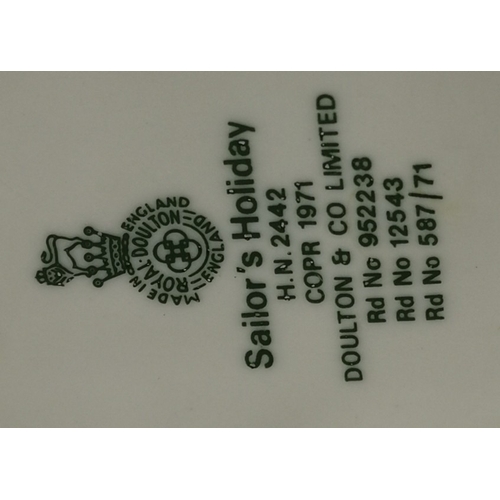 MADE IN ENGLAND
ROYAL DOULTON
ENGLAND
Sailor's Holiday
H.N. 2442
COPR 1971
DOULTON & CO LIMITED
Rd No 952238
Rd No 12543
Rd No 587/71